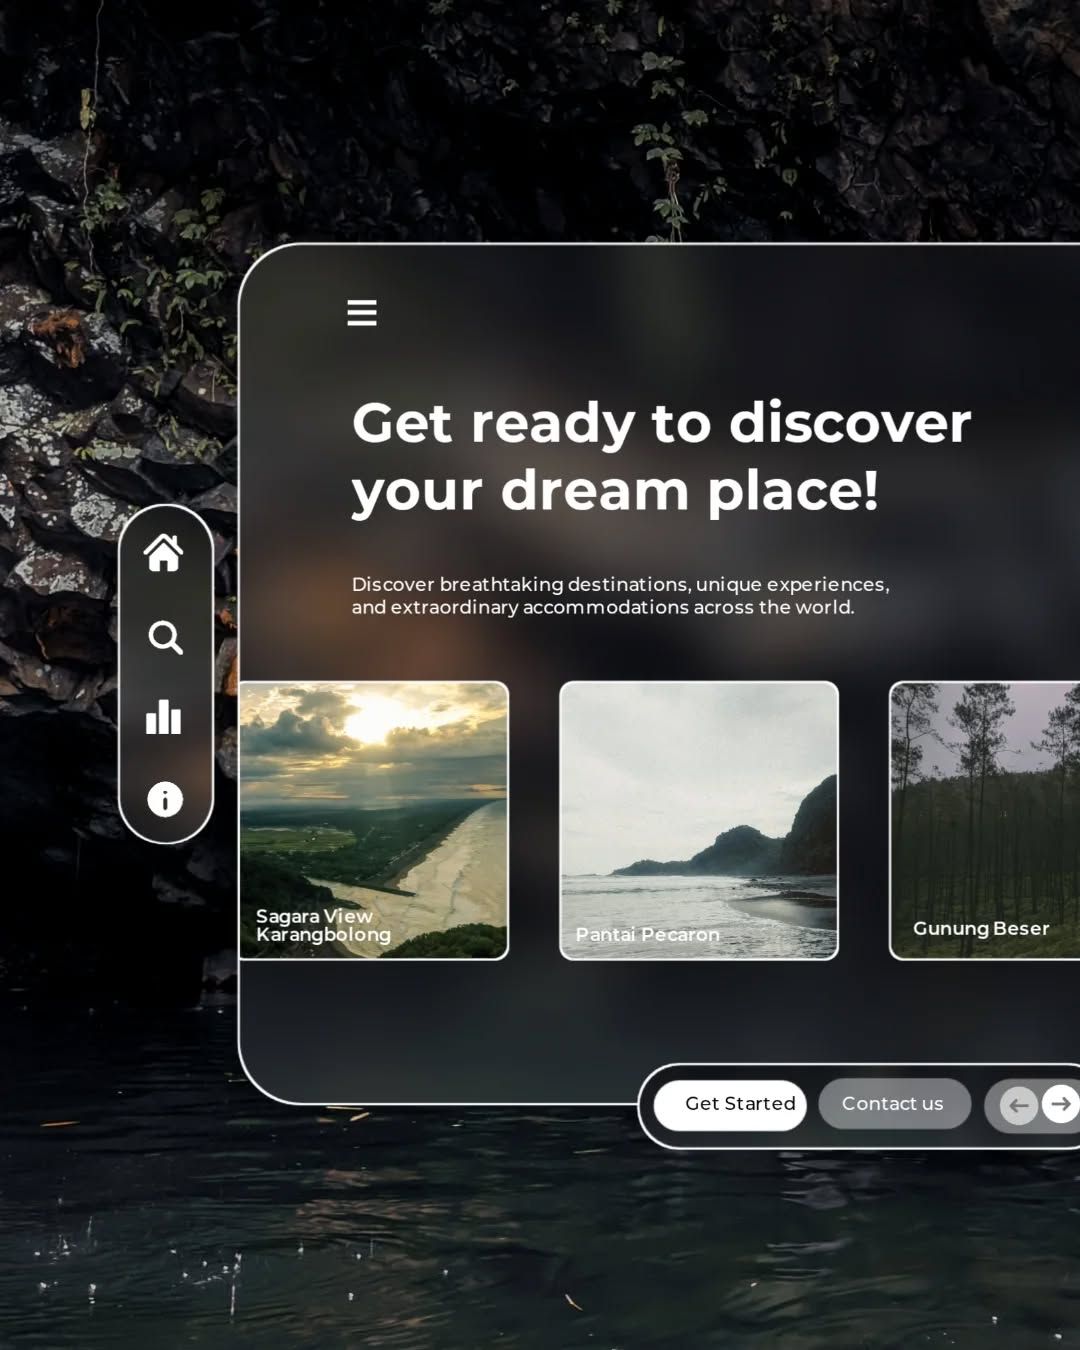 Get ready to discover
your dream place!
Discover breathtaking destinations, unique experiences,
and extraordinary accommodations across the world.
Sagara View
Karangbolong
Pantai Pecaron
Gunung Beser
Get Started
Contact us